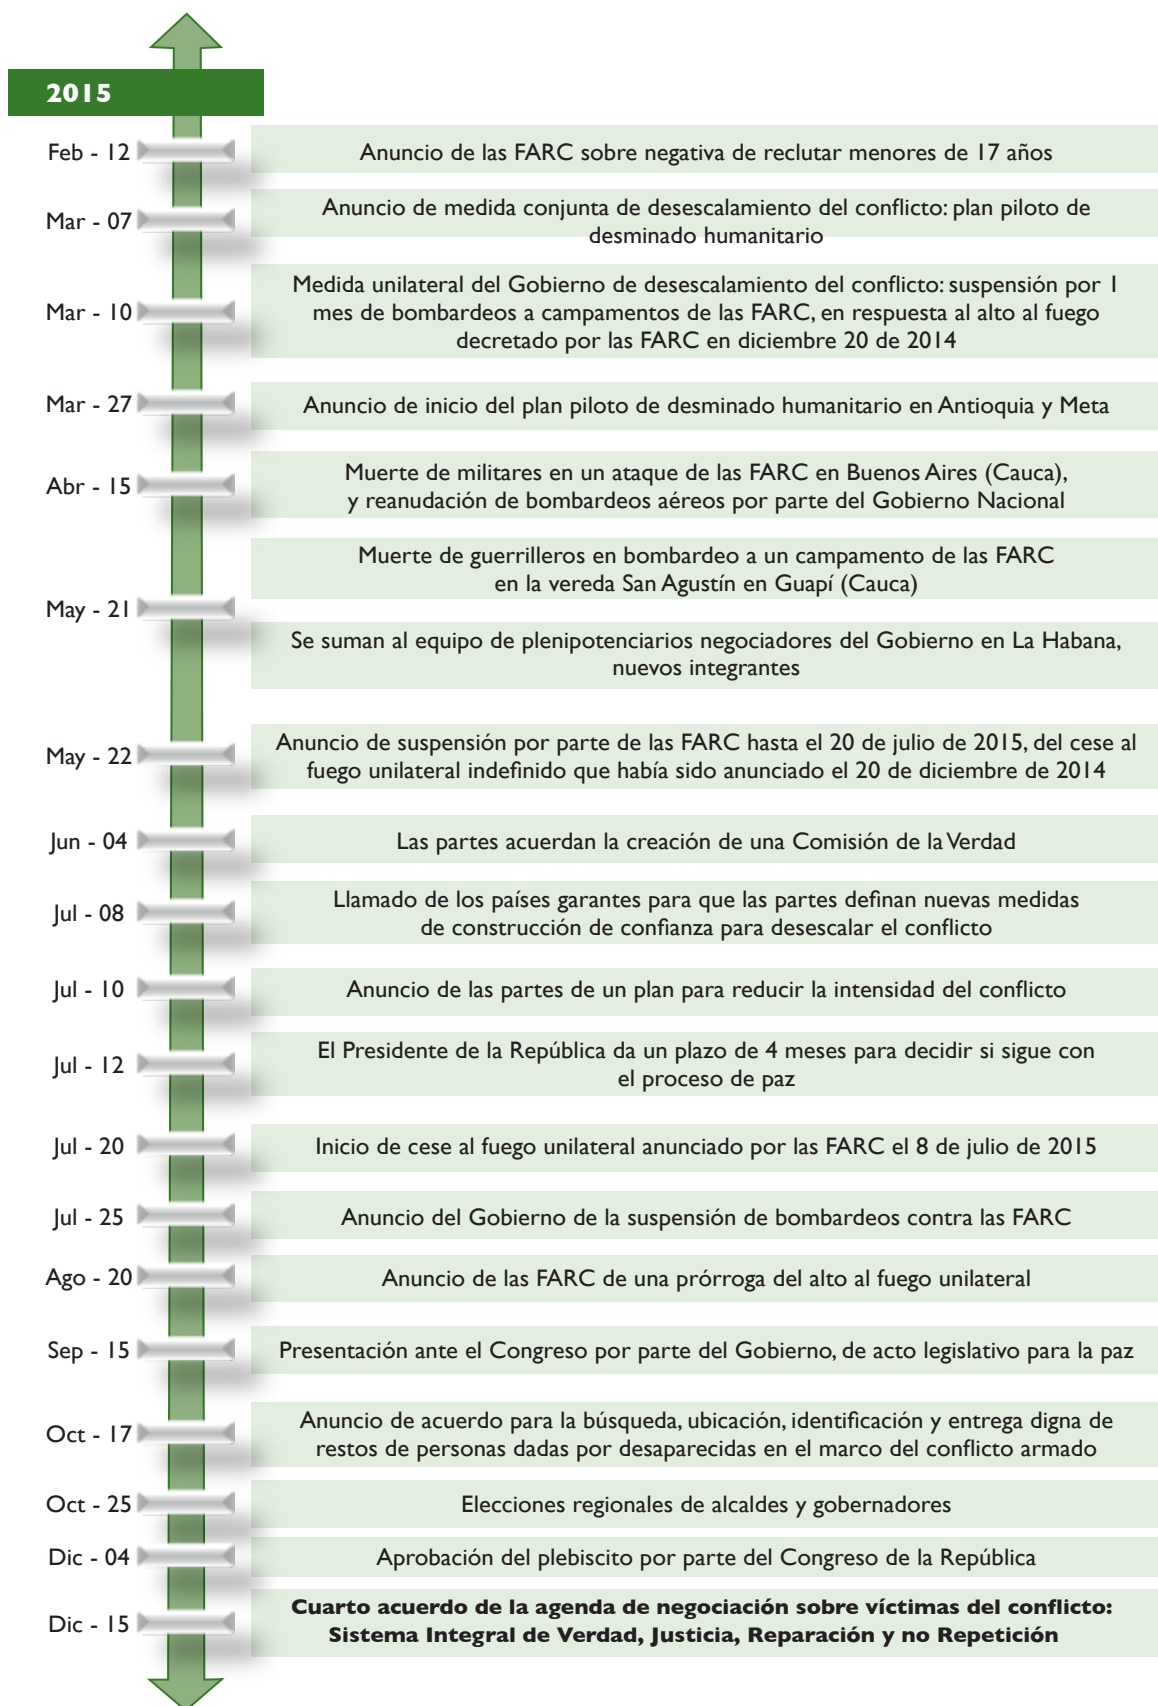 2015
Feb - 12
Anuncio de las FARC sobre negativa de reclutar menores de 17 años
Mar - 07
Anuncio de medida conjunta de desescalamiento del conflicto: plan piloto de
desminado humanitario
Mar - 10
Medida unilateral del Gobierno de desescalamiento del conflicto: suspensión por 1
mes de bombardeos a campamentos de las FARC, en respuesta al alto al fuego
decretado por las FARC en diciembre 20 de 2014
Mar - 27
Anuncio de inicio del plan piloto de desminado humanitario en Antioquia y Meta
Abr - 15
Muerte de militares en un ataque de las FARC en Buenos Aires (Cauca),
y reanudación de bombardeos aéreos por parte del Gobierno Nacional
May - 21
Muerte de guerrilleros en bombardeo a un campamento de las FARC
en la vereda San Agustín en Guapí (Cauca)
Se suman al equipo de plenipotenciarios negociadores del Gobierno en La Habana,
nuevos integrantes
May - 22
Anuncio de suspensión por parte de las FARC hasta el 20 de julio de 2015, del cese al
fuego unilateral indefinido que había sido anunciado el 20 de diciembre de 2014
Jun - 04
Las partes acuerdan la creación de una Comisión de la Verdad
Jul - 08
Llamado de los países garantes para que las partes definan nuevas medidas
de construcción de confianza para desescalar el conflicto
Jul - 10
Anuncio de las partes de un plan para reducir la intensidad del conflicto
Jul - 12
El Presidente de la República da un plazo de 4 meses para decidir si sigue con
el proceso de paz
Jul - 20
Inicio de cese al fuego unilateral anunciado por las FARC el 8 de julio de 2015
Jul - 25
Anuncio del Gobierno de la suspensión de bombardeos contra las FARC
Ago - 20
Anuncio de las FARC de una prórroga del alto al fuego unilateral
Sep - 15
Presentación ante el Congreso por parte del Gobierno, de acto legislativo para la paz
Oct - 17
Anuncio de acuerdo para la búsqueda, ubicación, identificación y entrega digna de
restos de personas dadas por desaparecidas en el marco del conflicto armado
Oct - 25
Elecciones regionales de alcaldes y gobernadores
Dic - 04
Aprobación del plebiscito por parte del Congreso de la República
Dic - 15
Cuarto acuerdo de la agenda de negociación sobre víctimas del conflicto:
Sistema Integral de Verdad, Justicia, Reparación y no Repetición